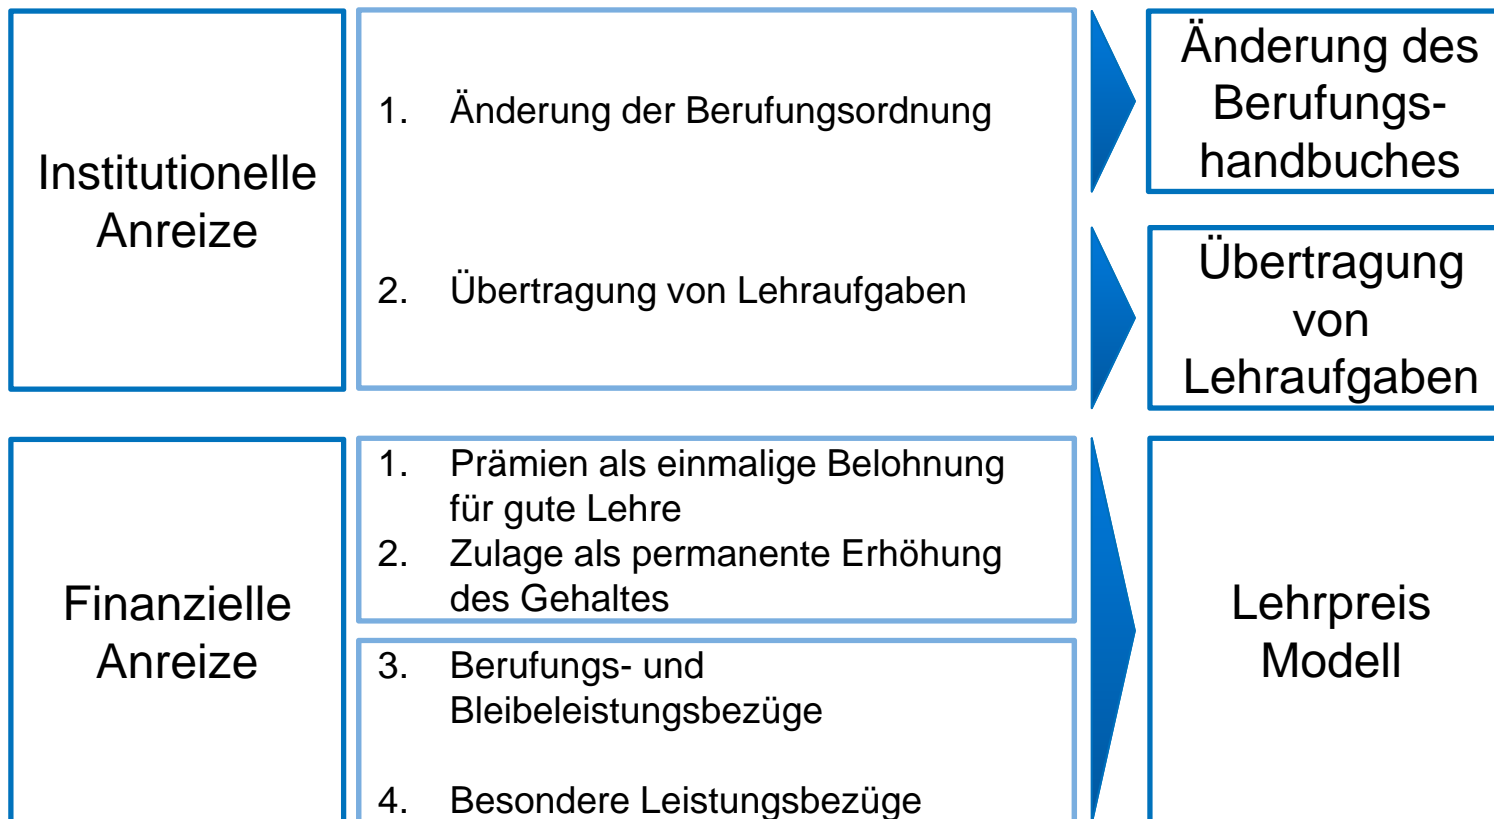 Institutionelle
Anreize
1. Änderung der Berufungsordnung
2. Übertragung von Lehraufgaben
Änderung des
Berufungs-
handbuches
Übertragung
von
Lehraufgaben
Finanzielle
Anreize
1. Prämien als einmalige Belohnung
für gute Lehre
2. Zulage als permanente Erhöhung
des Gehaltes
3. Berufungs- und
Bleibeleistungsbezüge
4. Besondere Leistungsbezüge
Lehrpreis
Modell